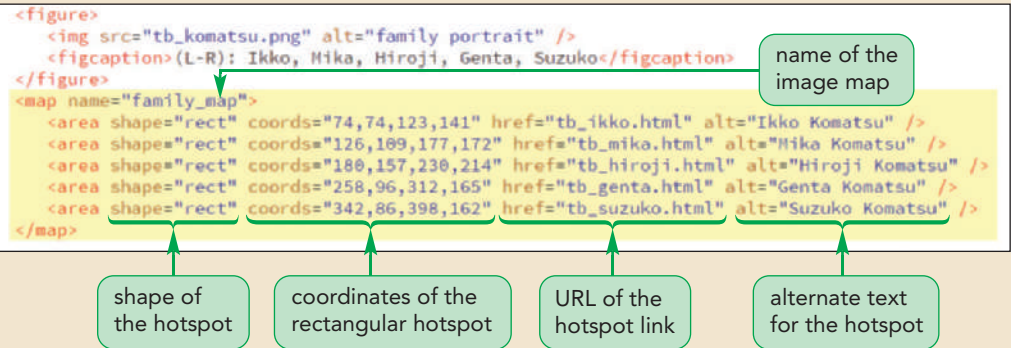 <figure>
<img src="tb_komatsu.png" alt="family portrait" />
<figcaption>(L-R): Ikko, Mika, Hiroji, Genta, Suzuko</figcaption>
</figure>
name of the
image map
<map name="family_map">
<area shape="rect" coords="74,74,123,141" href="tb_ikko.html" alt="Ikko Komatsu" />
<area shape="rect" coords="126,109,177,172" href="tb_mika.html" alt="Mika Komatsu" />
<area shape="rect" coords="180,157,230,214" href="tb_hiroji.html" alt="Hiroji Komatsu" />
<area shape="rect" coords="258,96,312,165" href="tb_genta.html" alt="Genta Komatsu" />
<area shape="rect" coords="342,86,398,162" href="tb_suzuko.html" alt="Suzuko Komatsu" />
</map>
shape of
the hotspot
coordinates of the
rectangular hotspot
URL of the
hotspot link
alternate text
for the hotspot